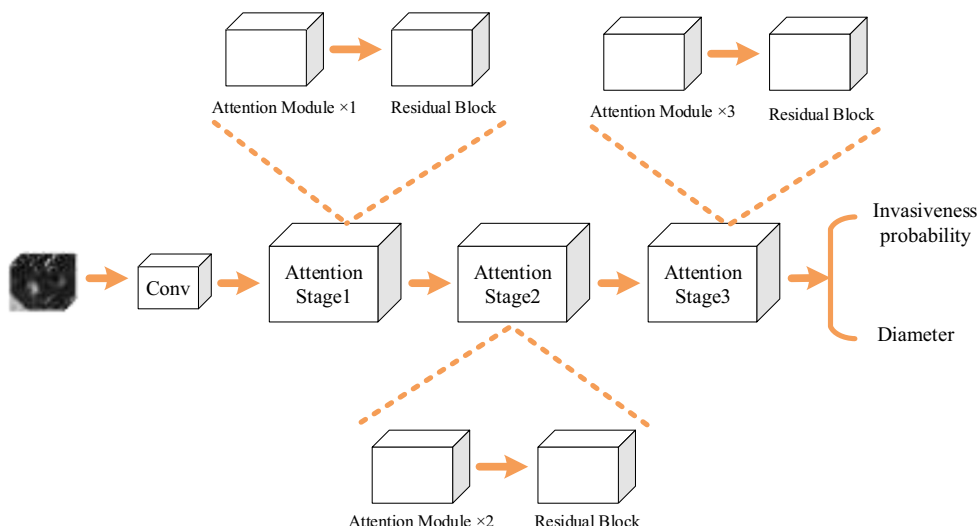 Attention Module ×1
Residual Block
Attention Module ×3
Residual Block
Conv
Attention
Stage1
Attention
Stage2
Attention
Stage3
Invasiveness
probability
Diameter
Attention Module ×2
Residual Block